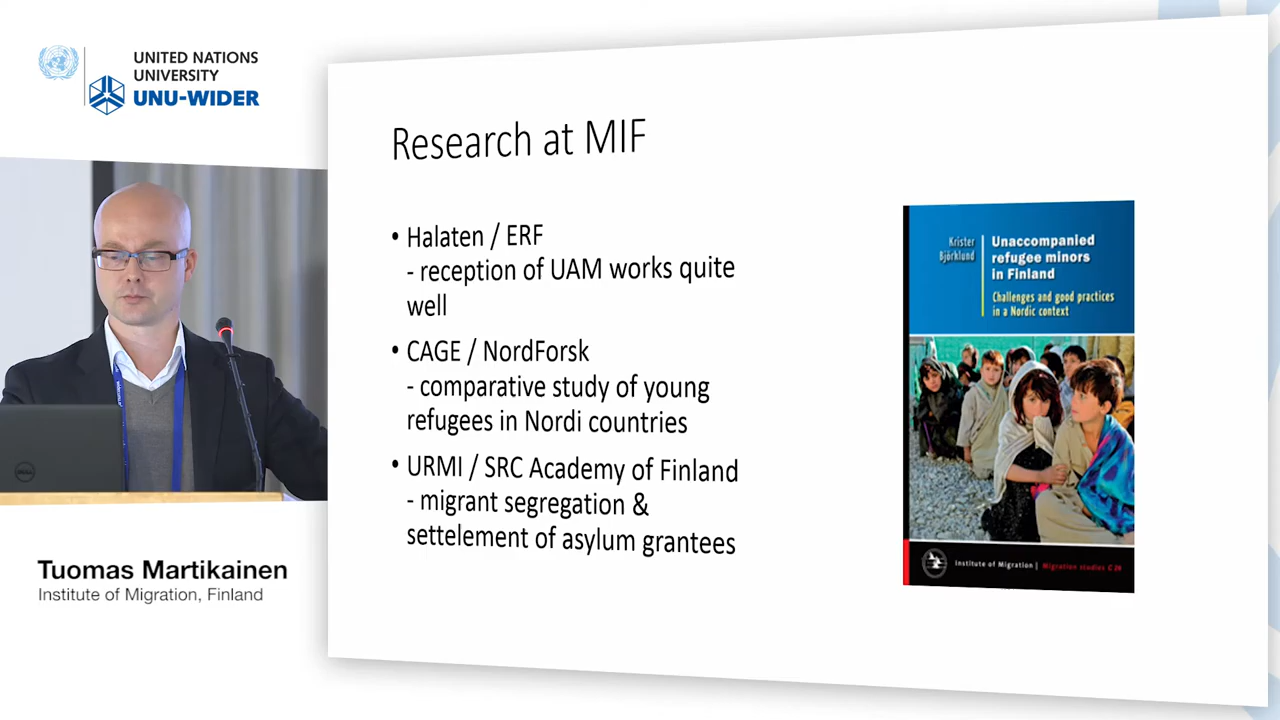 UNITED NATIONS
UNIVERSITY
UNU-WIDER
Research at MIF
• Halaten / ERF
- reception of UAM works quite
well
• CAGE / NordForsk
- comparative study of young
refugees in Nordi countries
• URMI / SRC Academy of Finland
- migrant segregation &
settelement of asylum grantees
Krister
Björklund
Unaccompanied
refugee minors
in Finland
Challenges and good practices
in a Nordic context
Institute of Migration | Migration studies C 26
Tuomas Martikainen
Institute of Migration, Finland